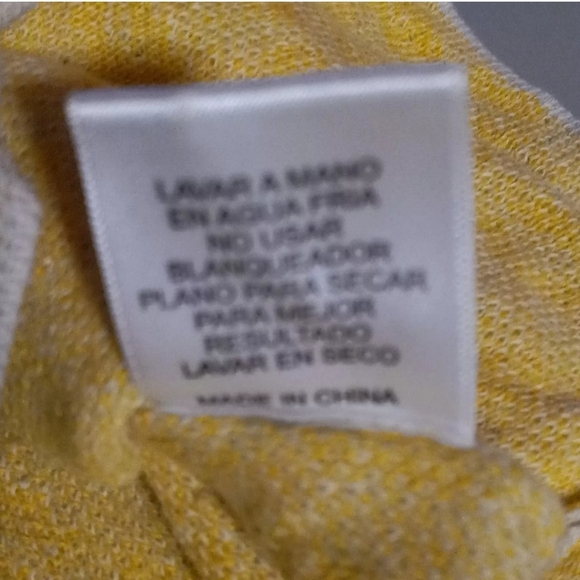 LAVAR A MANO
EN AGUA FRIA
NO USAR
BLANQUEADOR
PLANO PARA SECAR
PARA MEJOR
RESULTADO
LAVAR EN SECO
MADE IN CHINA